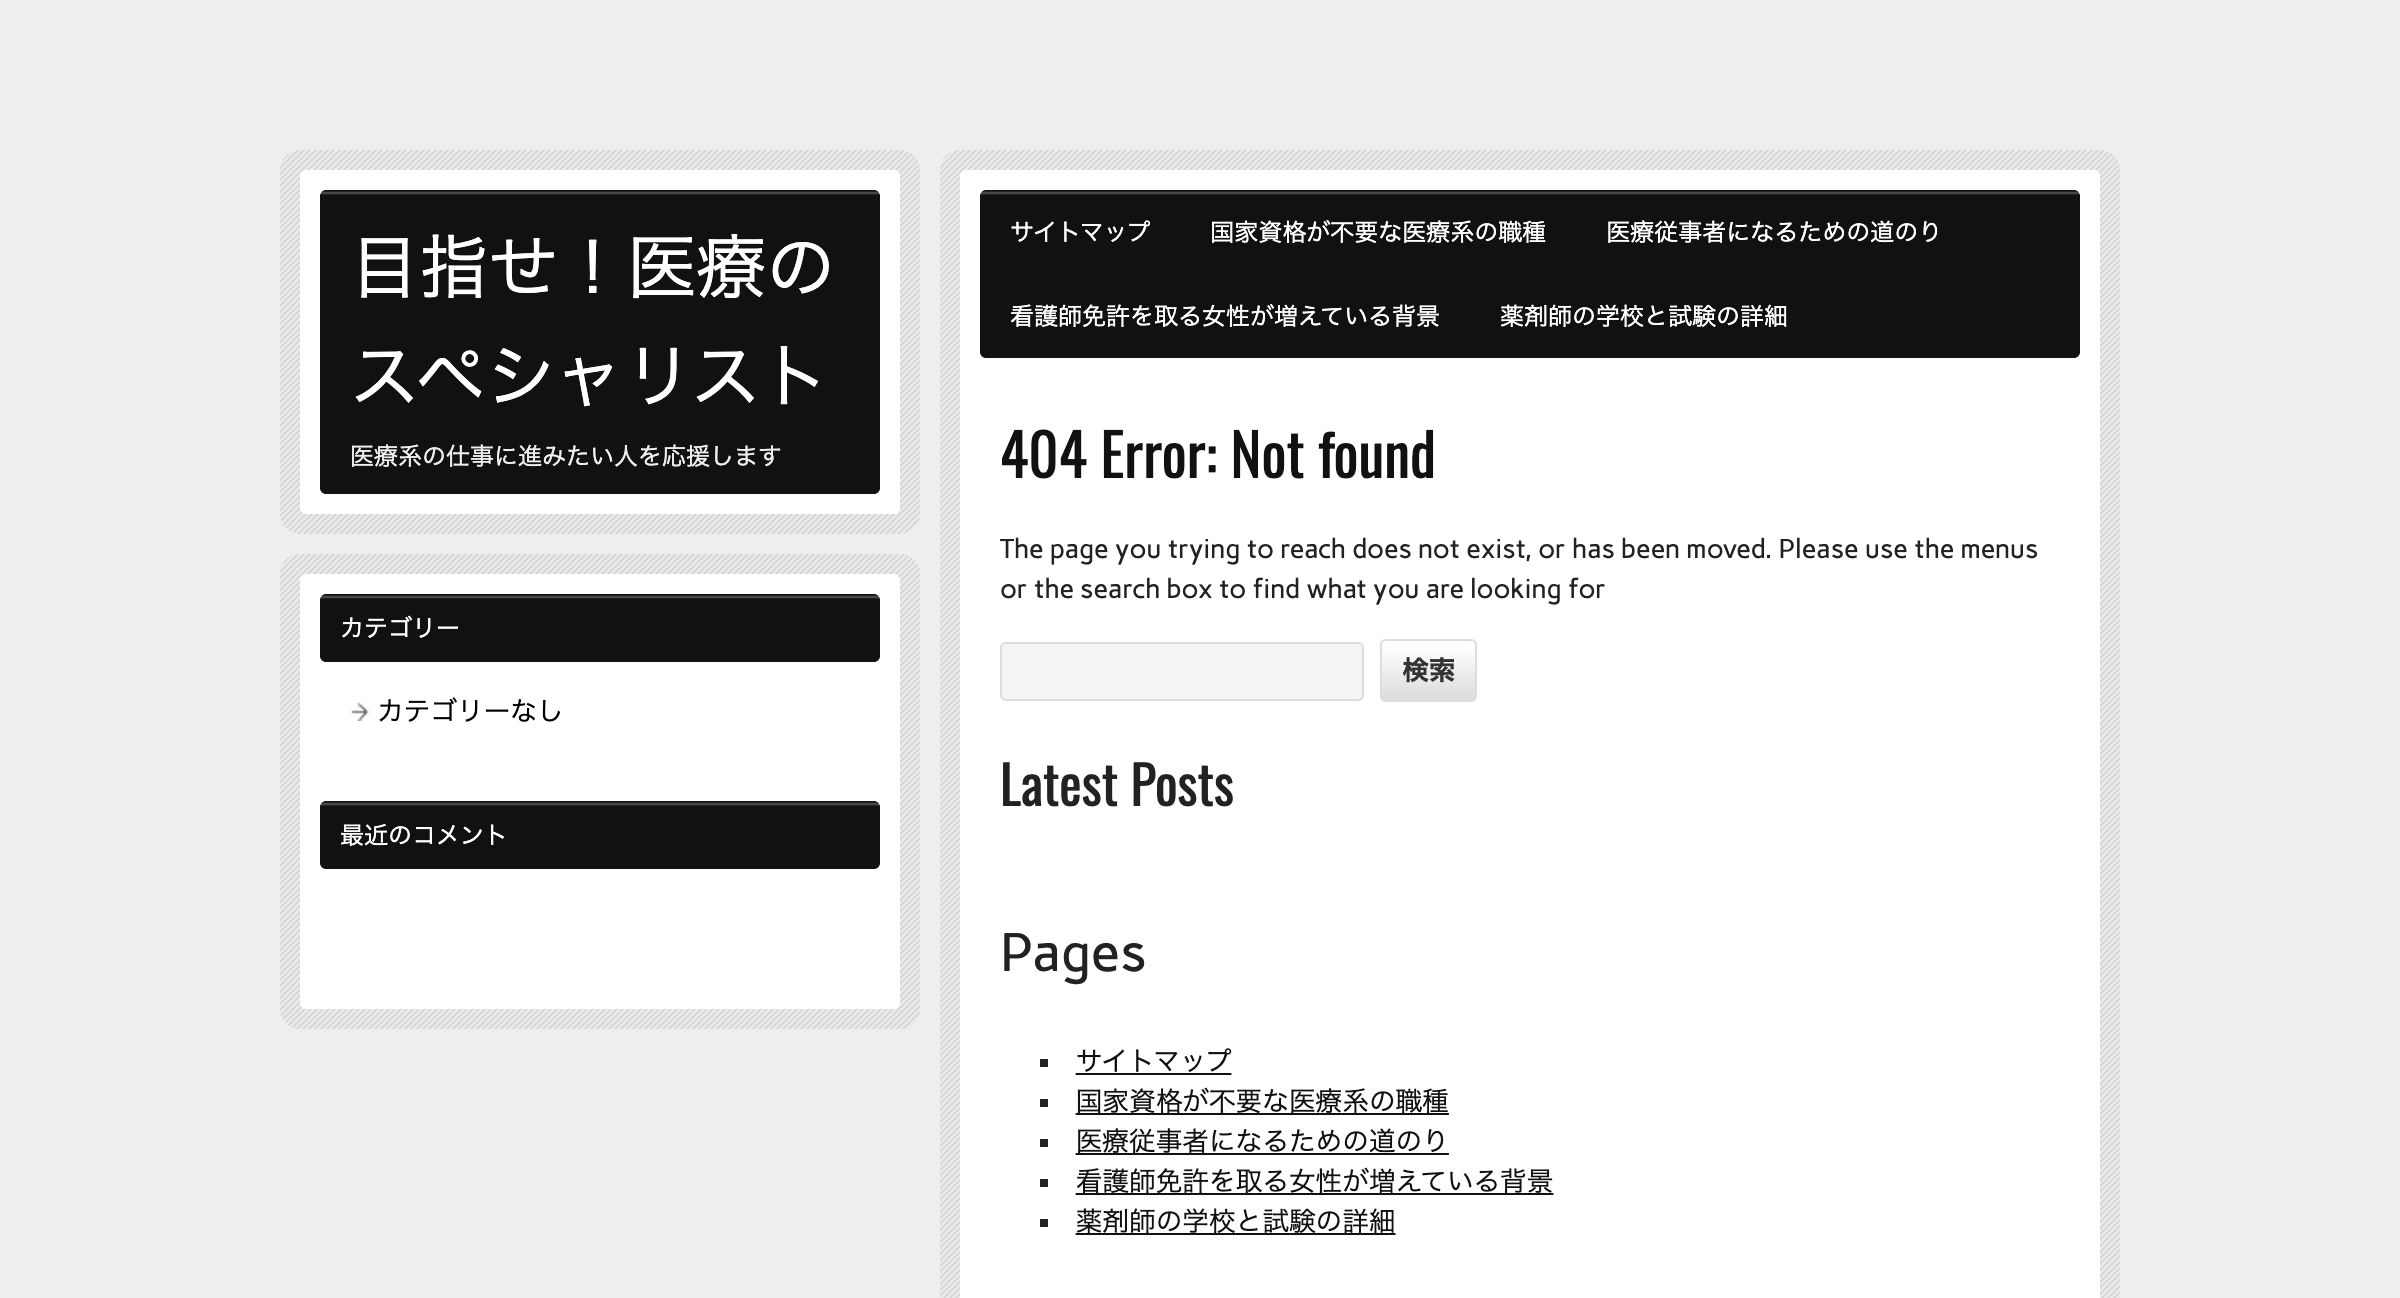 目指せ！医療の
スペシャリスト
医療系の仕事に進みたい人を応援します
カテゴリー
カテゴリーなし
最近のコメント
サイトマップ 国家資格が不要な医療系の職種 医療従事者になるための道のり
看護師免許を取る女性が増えている背景 薬剤師の学校と試験の詳細
404 Error: Not found
The page you trying to reach does not exist, or has been moved. Please use the menus
or the search box to find what you are looking for
検索
Latest Posts
Pages
サイトマップ
国家資格が不要な医療系の職種
医療従事者になるための道のり
看護師免許を取る女性が増えている背景
薬剤師の学校と試験の詳細